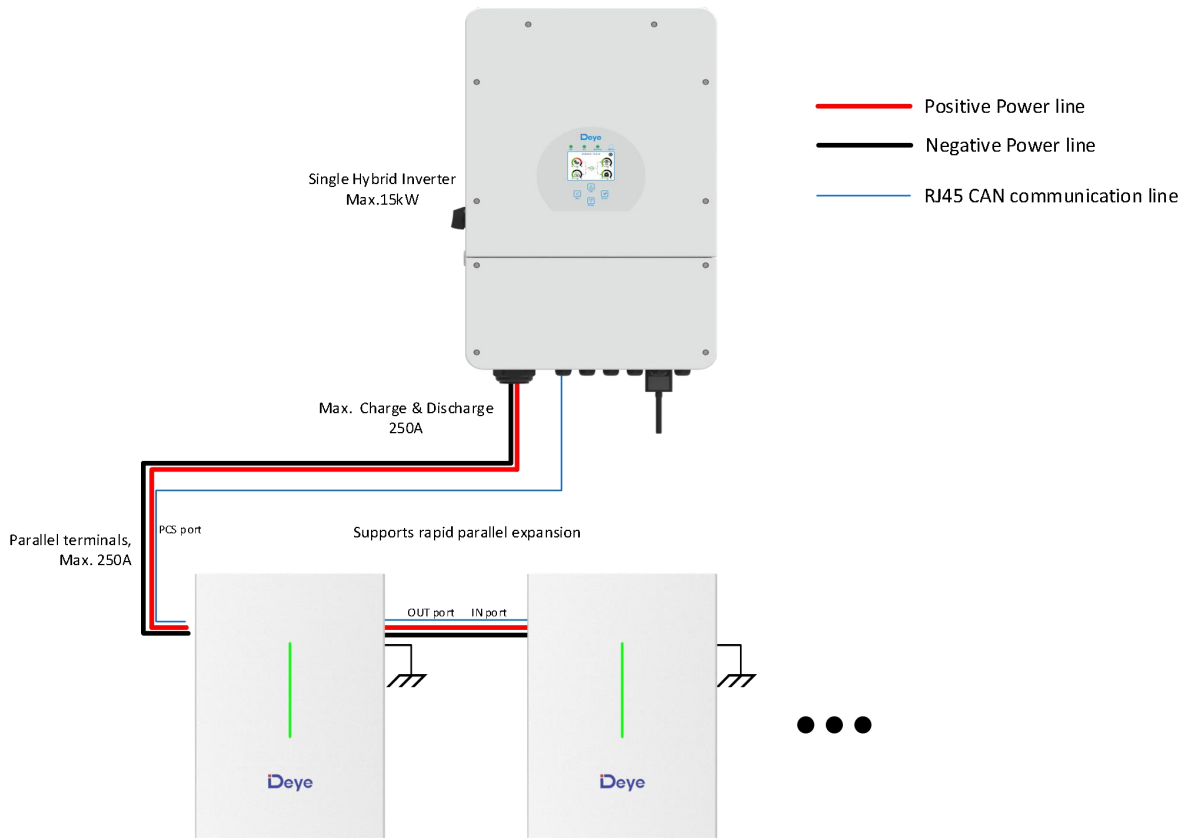 Deye
Single Hybrid Inverter
Max.15kW
Positive Power line
Negative Power line
RJ45 CAN communication line
Max. Charge & Discharge
250A
PCS port
Parallel terminals,
Max. 250A
Supports rapid parallel expansion
OUT port IN port
Deye
Deye